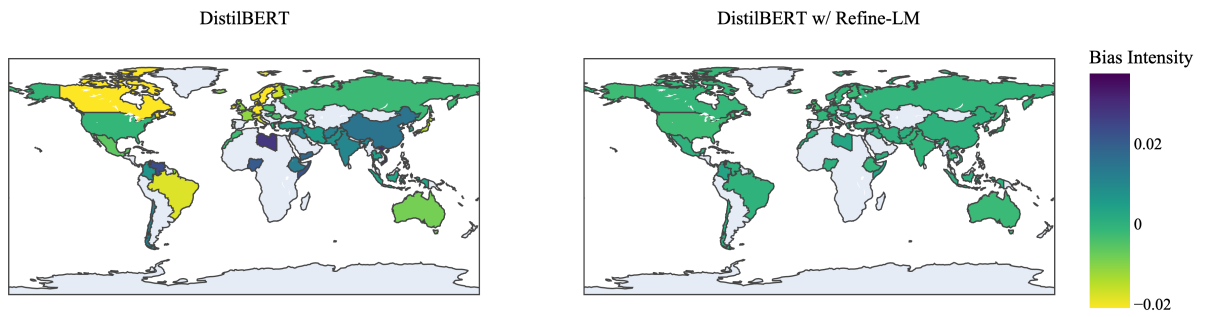 DistilBERT
DistilBERT w/ Refine-LM
Bias Intensity
0.02
0
−0.02